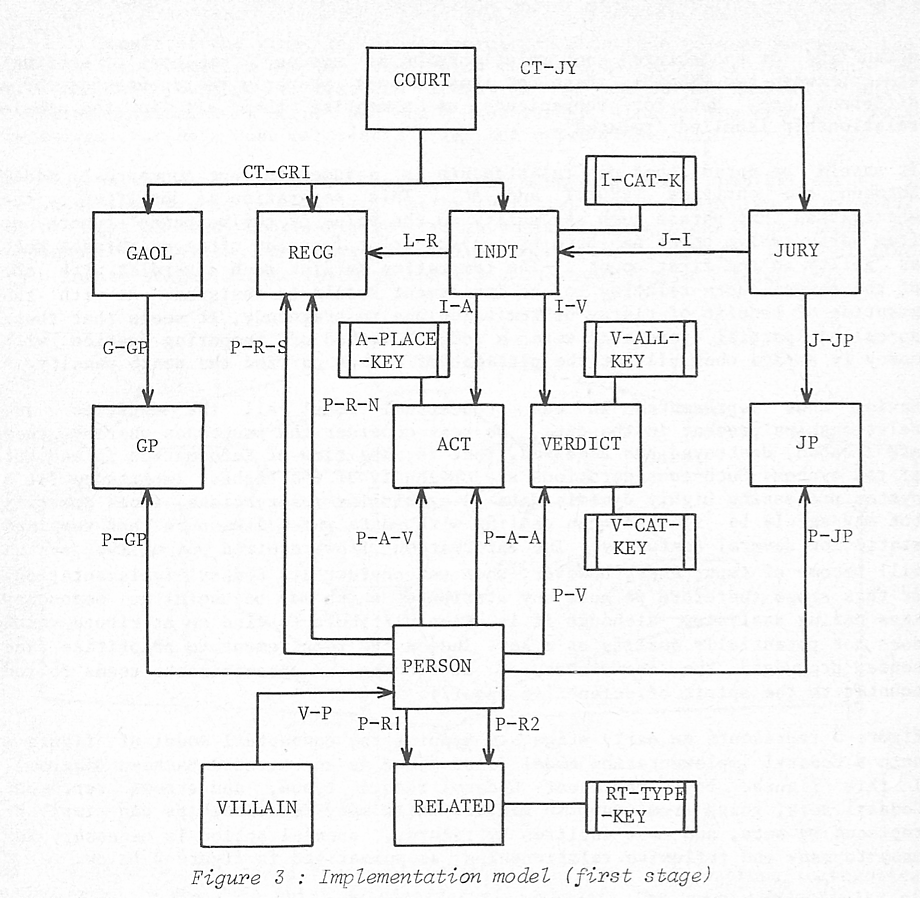 COURT
CT-JY
CT-GRI
I-CAT-K
GAOL
RECG
L-R
INDT
J-I
JURY
I-A
I-V
G-GP
P-R-S
A-PLACE
-KEY
V-ALL-
KEY
J-JP
P-R-N
GP
ACT
VERDICT
JP
P-GP
P-A-V
P-A-A
V-CAT-
KEY
P-JP
P-V
PERSON
V-P
P-R1
P-R2
VILLAIN
RELATED
RT-TYPE
-KEY
Figure 3 : Implementation model (first stage)